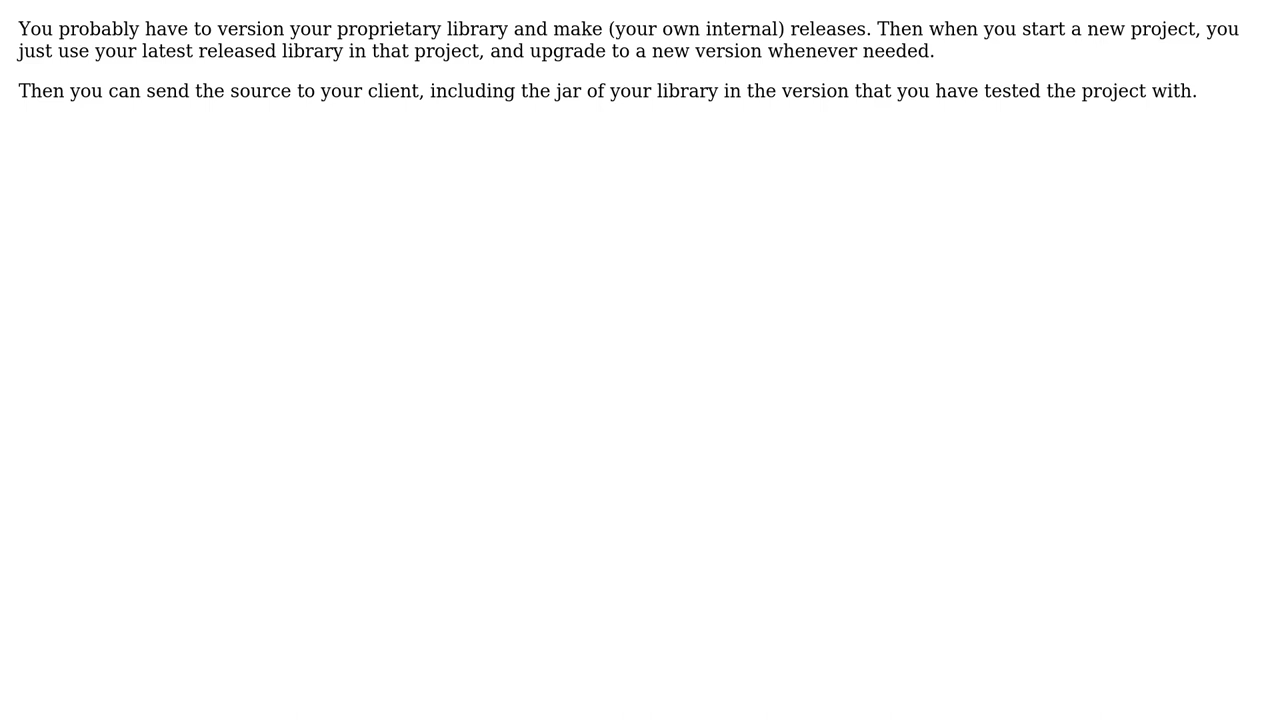 You probably have to version your proprietary library and make (your own internal) releases. Then when you start a new project, you
just use your latest released library in that project, and upgrade to a new version whenever needed.
Then you can send the source to your client, including the jar of your library in the version that you have tested the project with.